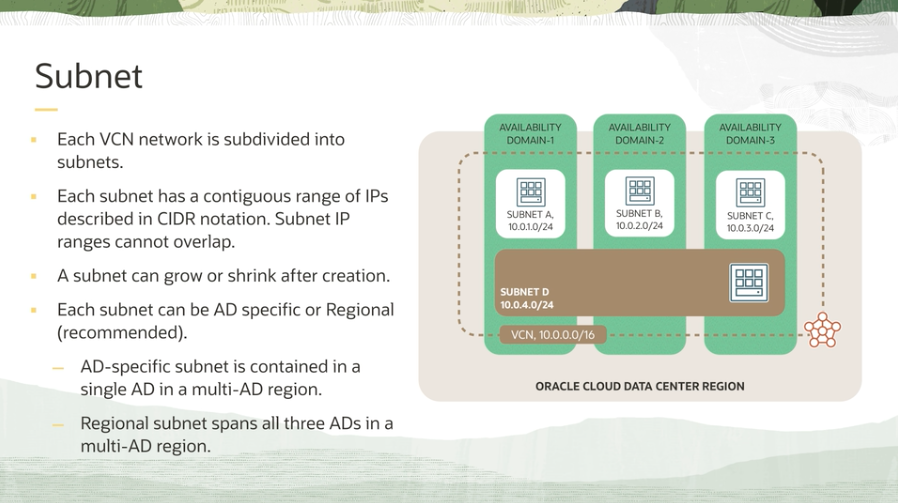 Subnet
Each VCN network is subdivided into
subnets.
Each subnet has a contiguous range of IPs
described in CIDR notation. Subnet IP
ranges cannot overlap.
A subnet can grow or shrink after creation.
Each subnet can be AD specific or Regional
(recommended).
— AD-specific subnet is contained in a
single AD in a multi-AD region.
— Regional subnet spans all three ADs in a
multi-AD region.
AVAILABILITY
DOMAIN-1
AVAILABILITY
DOMAIN-2
AVAILABILITY
DOMAIN-3
SUBNET A,
10.0.1.0/24
SUBNET B,
10.0.2.0/24
SUBNET C,
10.0.3.0/24
SUBNET D
10.0.4.0/24
VCN, 10.0.0.0/16
ORACLE CLOUD DATA CENTER REGION